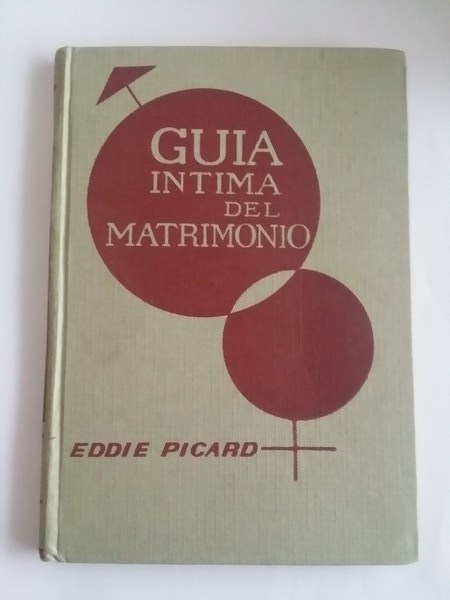 GUIA
INTIMA
DEL
MATRIMONIO
EDDIE PICARD